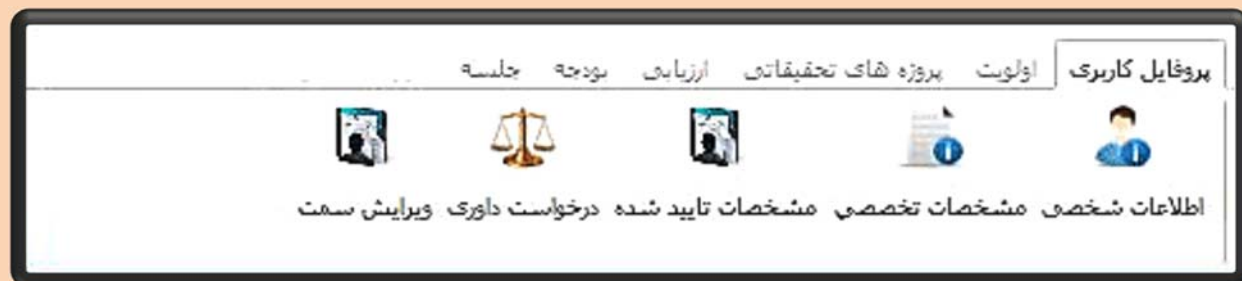 پروفایل کاربری اولویت پروژه های تحقیقاتی ارزیابی بودجه جلسه
اطلاعات شخصی مشخصات تخصصی مشخصات تایید شده درخواست داوری ویرایش سمت